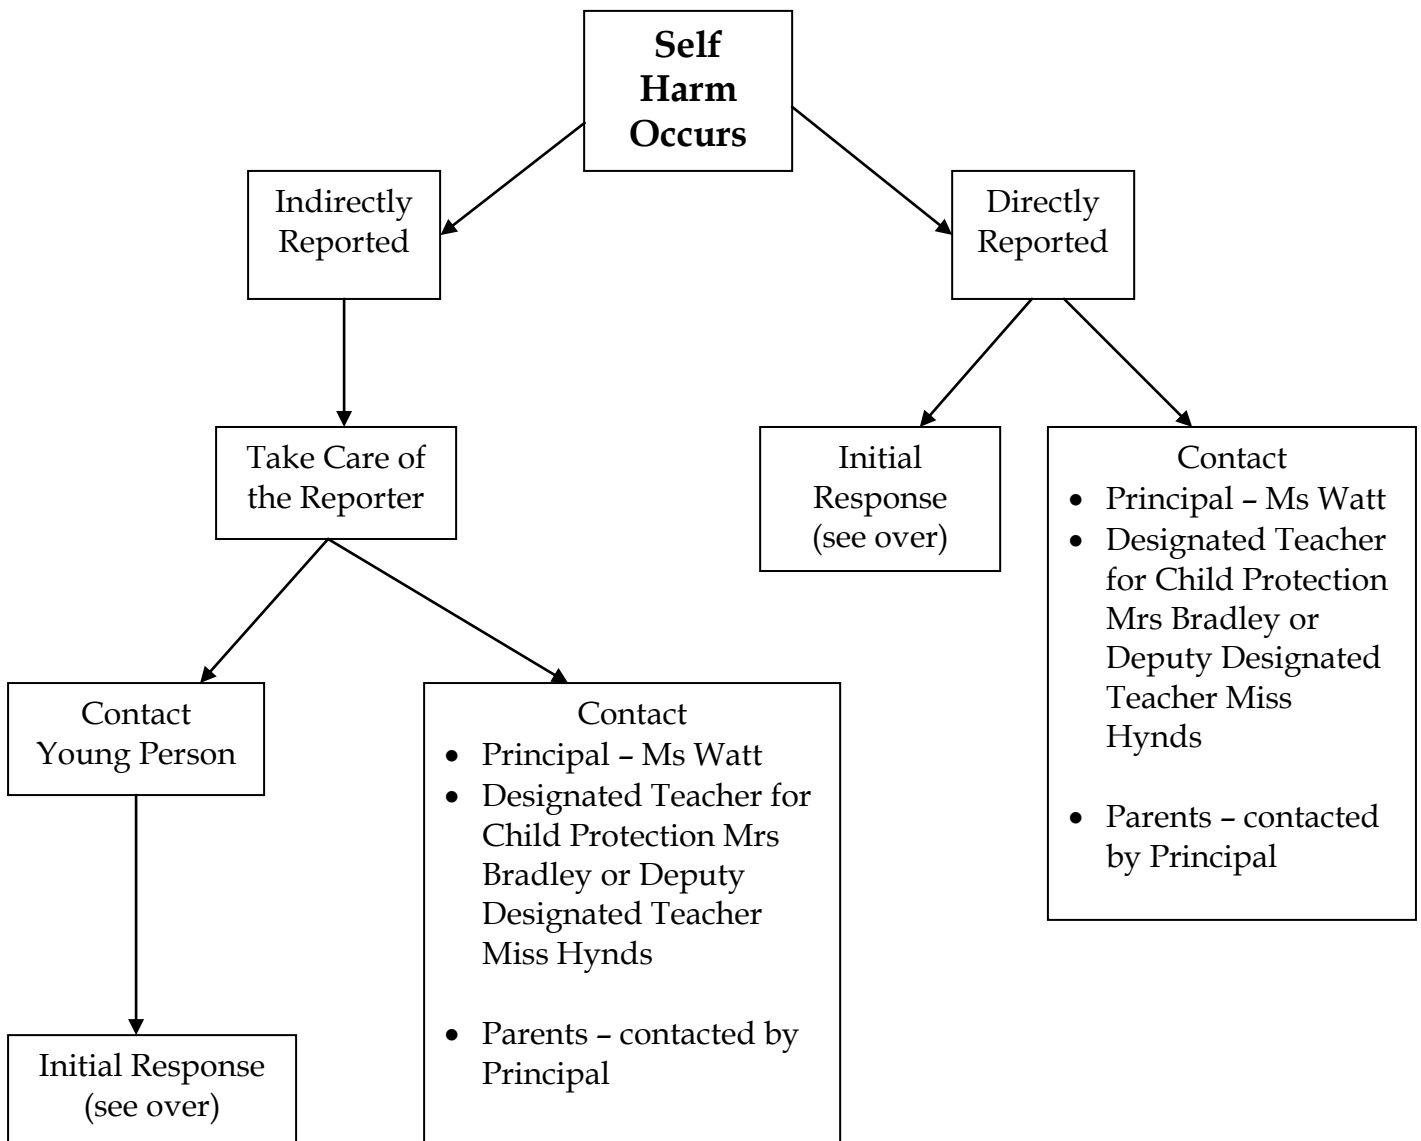 Self
Harm
Occurs
Indirectly
Reported
Directly
Reported
Take Care of
the Reporter
Initial
Response
(see over)
Contact
• Principal – Ms Watt
• Designated Teacher
for Child Protection
Mrs Bradley or
Deputy Designated
Teacher Miss
Hynds
• Parents – contacted
by Principal
Contact
Young Person
Contact
• Principal – Ms Watt
• Designated Teacher for
Child Protection Mrs
Bradley or Deputy
Designated Teacher
Miss Hynds
• Parents – contacted by
Principal
Initial Response
(see over)